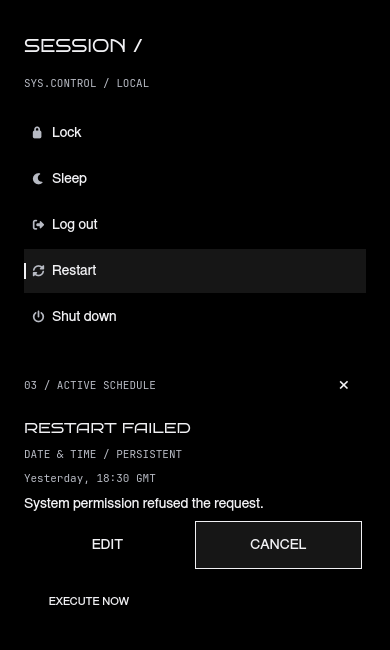 SESSION /
SYS.CONTROL / LOCAL
Lock
Sleep
Log out
Restart
Shut down
03 / ACTIVE SCHEDULE
RESTART FAILED
DATE & TIME / PERSISTENT
Yesterday, 18:30 GMT
System permission refused the request.
EDIT
CANCEL
EXECUTE NOW